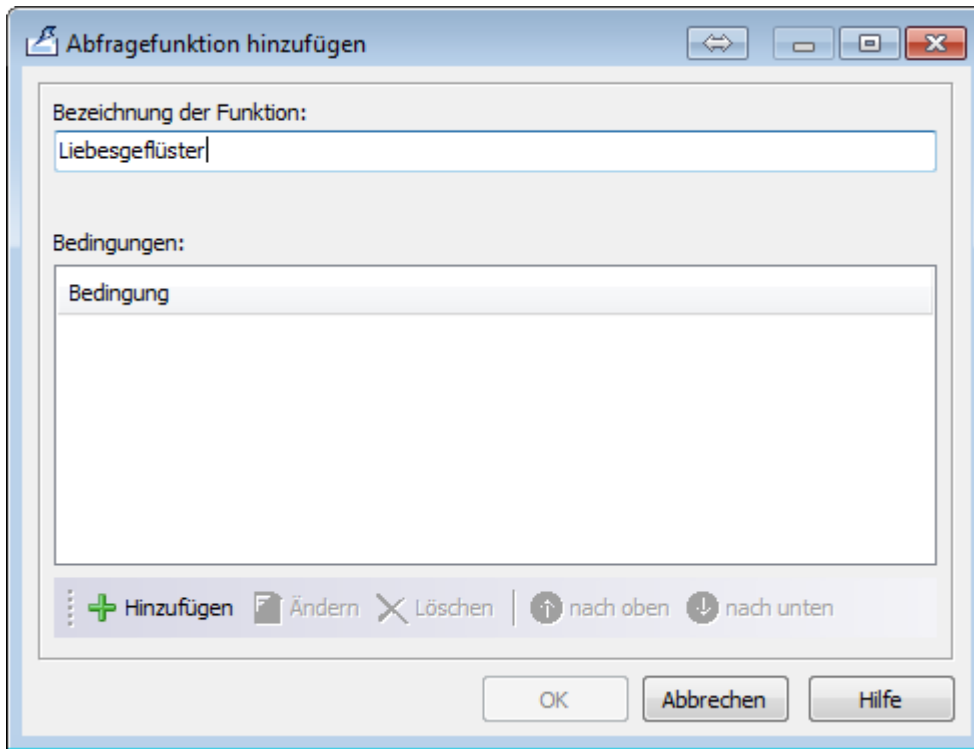 Abfragefunktion hinzufügen
Bezeichnung der Funktion:
Liebesgeflüster
Bedingungen:
Bedingung
Hinzufügen Ändern Löschen nach oben nach unten
OK Abbrechen Hilfe